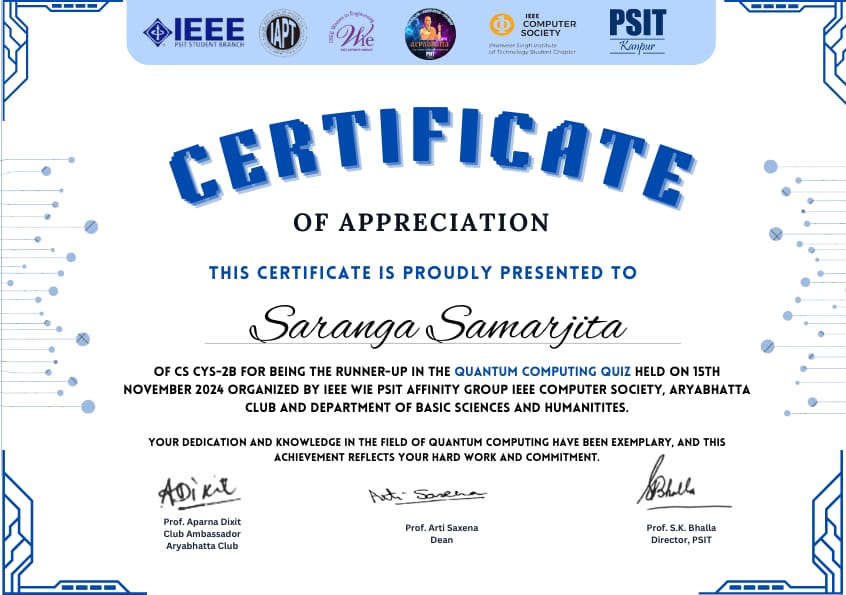 IEEE
PSIT STUDENT BRANCH
IAPT
IEEE Women in Engineering
Wie
ARYABHATTA
PSIT
IEEE
COMPUTER
SOCIETY
Pranveer Singh Institute
of Technology Student Chapter
PSIT
Kanpur
CERTIFICATE
OF APPRECIATION
THIS CERTIFICATE IS PROUDLY PRESENTED TO
Saranga Samarjita
OF CS CYS-2B FOR BEING THE RUNNER-UP IN THE QUANTUM COMPUTING QUIZ HELD ON 15TH
NOVEMBER 2024 ORGANIZED BY IEEE WIE PSIT AFFINITY GROUP IEEE COMPUTER SOCIETY, ARYABHATTA
CLUB AND DEPARTMENT OF BASIC SCIENCES AND HUMANITITES.
YOUR DEDICATION AND KNOWLEDGE IN THE FIELD OF QUANTUM COMPUTING HAVE BEEN EXEMPLARY, AND THIS
ACHIEVEMENT REFLECTS YOUR HARD WORK AND COMMITMENT.
ADixit
Arti Saxena
SBhalla
Prof. Aparna Dixit
Club Ambassador
Aryabhatta Club
Prof. Arti Saxena
Dean
Prof. S.K. Bhalla
Director, PSIT